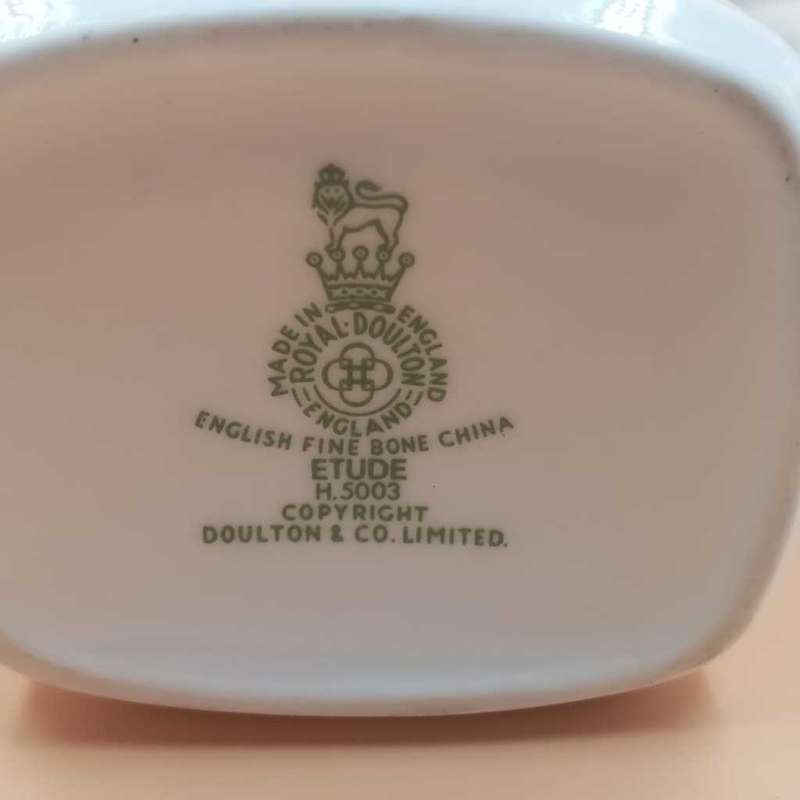 MADE IN ENGLAND
ROYAL·DOULTON
ENGLAND
ENGLISH FINE BONE CHINA
ETUDE
H.5003
COPYRIGHT
DOULTON & CO. LIMITED.